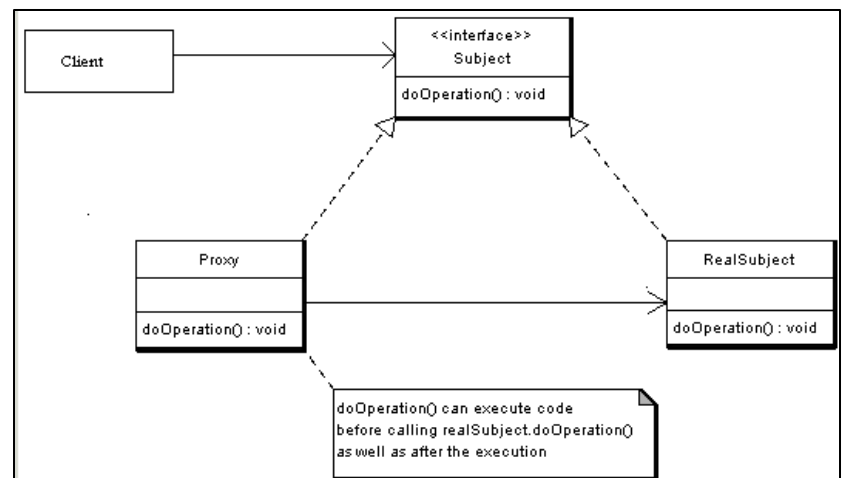 Client
<<interface>>
Subject
doOperation() : void
Proxy
doOperation() : void
RealSubject
doOperation() : void
doOperation() can execute code
before calling realSubject.doOperation()
as well as after the execution